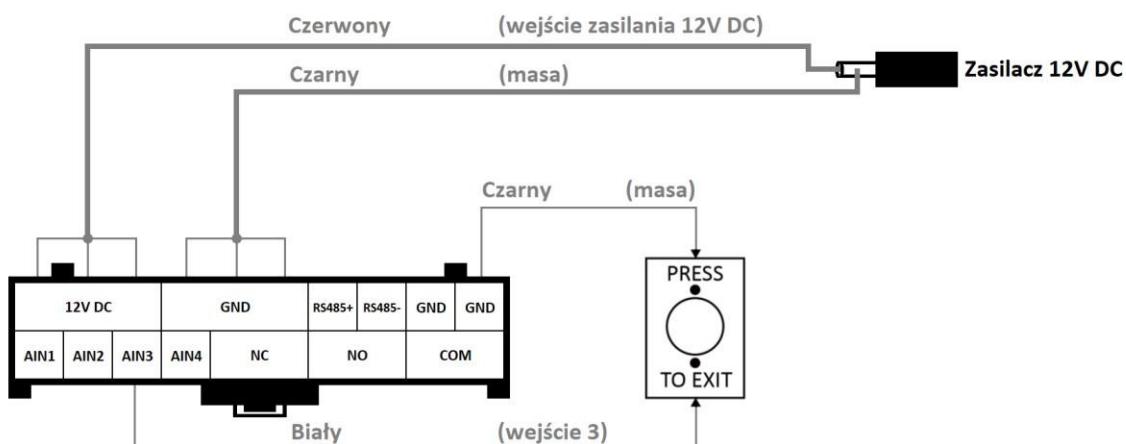 Czerwony (wejście zasilania 12V DC)
Zasilacz 12V DC
Czarny (masa)
Czarny (masa)
PRESS
TO EXIT
12V DC GND RS485+ RS485- GND GND
AIN1 AIN2 AIN3 AIN4 NC NO COM
Biały (wejście 3)